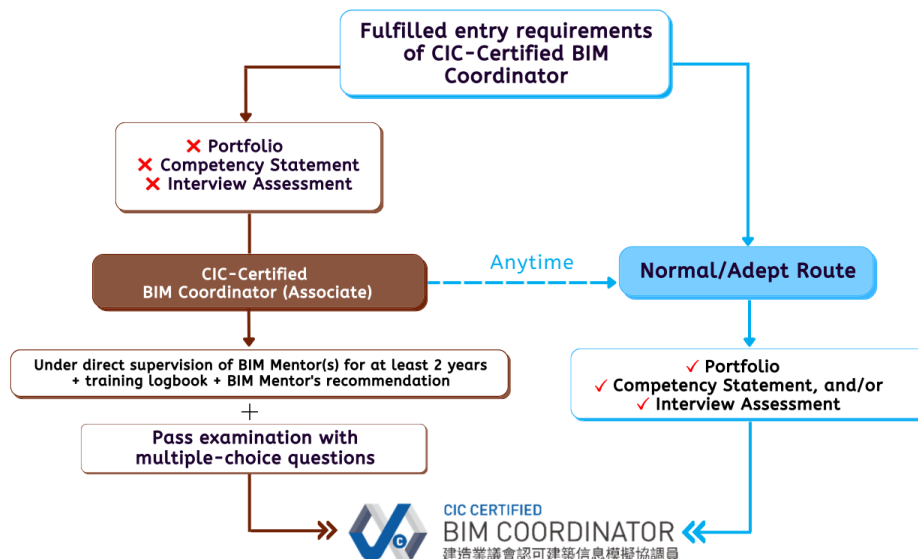 Fulfilled entry requirements
of CIC-Certified BIM
Coordinator
❌ Portfolio
❌ Competency Statement
❌ Interview Assessment
CIC-Certified
BIM Coordinator (Associate)
Anytime
Normal/Adept Route
Under direct supervision of BIM Mentor(s) for at least 2 years
+ training logbook + BIM Mentor's recommendation
+
Pass examination with
multiple-choice questions
✓ Portfolio
✓ Competency Statement, and/or
✓ Interview Assessment
C
CIC CERTIFIED
BIM COORDINATOR
建造業議會認可建築信息模擬協調員